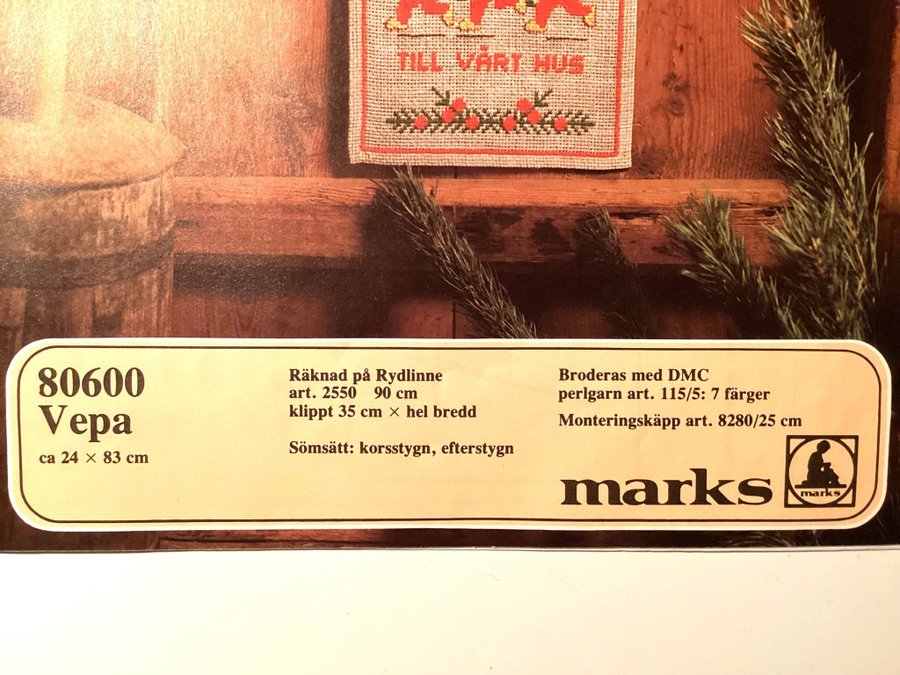 TILL VÅRT HUS
80600
Vepa
ca 24 × 83 cm
Räknad på Rydlinne
art. 2550 90 cm
klippt 35 cm × hel bredd
Sömsätt: korsstygn, efterstygn
Broderas med DMC
perlgarn art. 115/5: 7 färger
Monteringskäpp art. 8280/25 cm
marks
marks